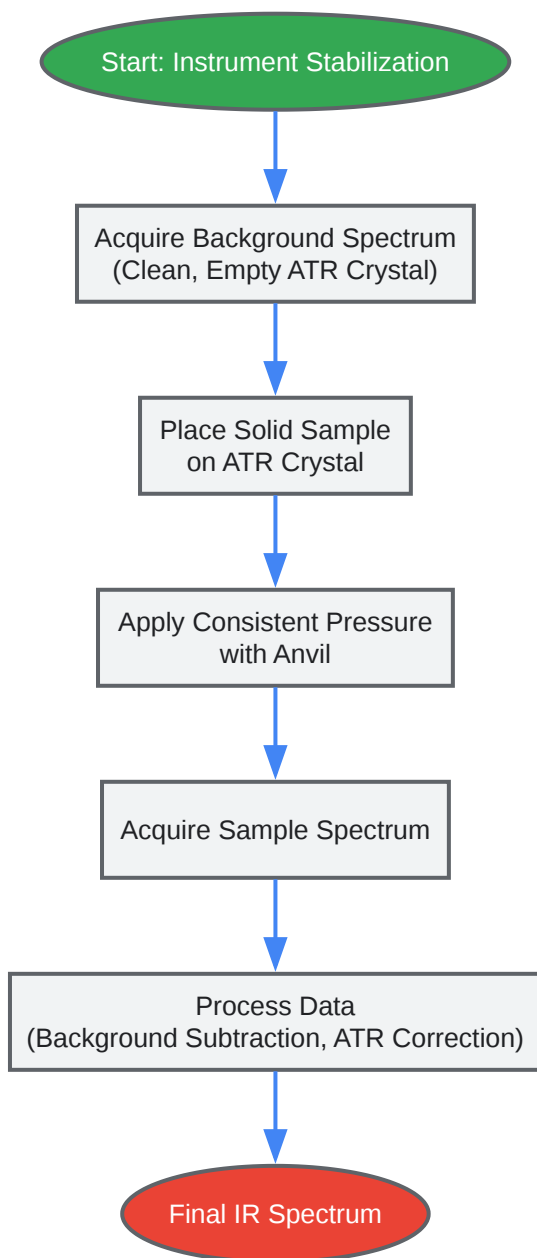 Start: Instrument Stabilization
Acquire Background Spectrum
(Clean, Empty ATR Crystal)
Place Solid Sample
on ATR Crystal
Apply Consistent Pressure
with Anvil
Acquire Sample Spectrum
Process Data
(Background Subtraction, ATR Correction)
Final IR Spectrum